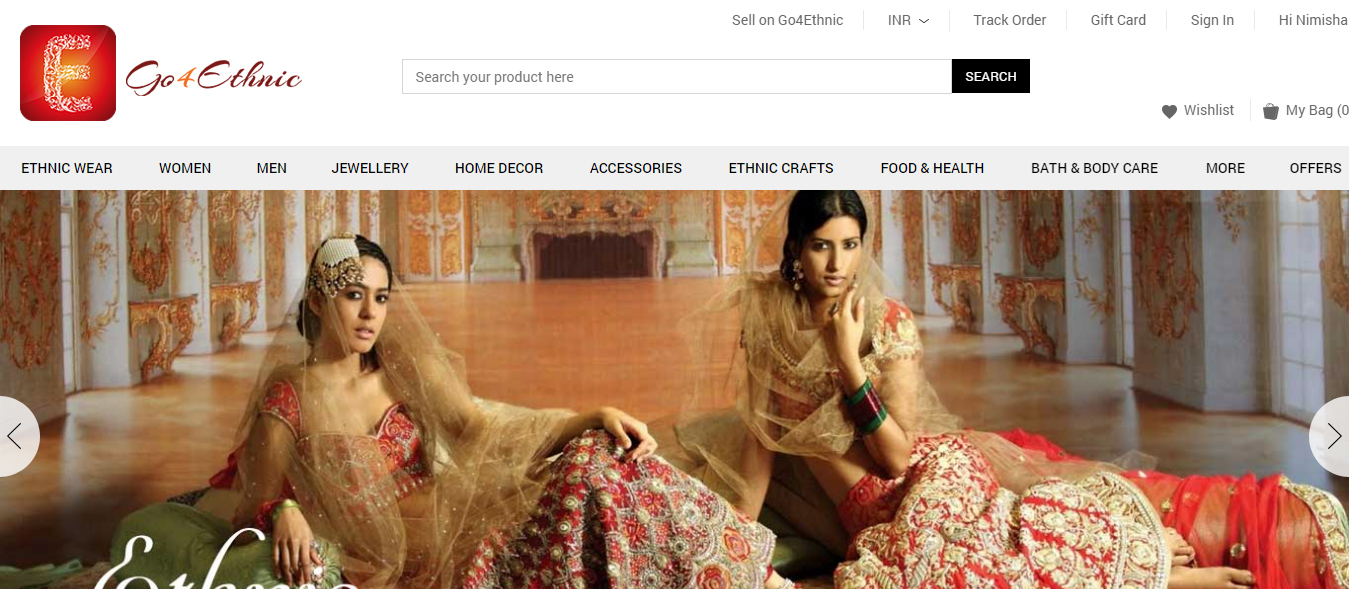 Sell on Go4Ethnic INR Track Order Gift Card Sign In Hi Nimisha
E
Go4Ethnic
Search your product here SEARCH
Wishlist My Bag (0
ETHNIC WEAR WOMEN MEN JEWELLERY HOME DECOR ACCESSORIES ETHNIC CRAFTS FOOD & HEALTH BATH & BODY CARE MORE OFFERS
Ethnic